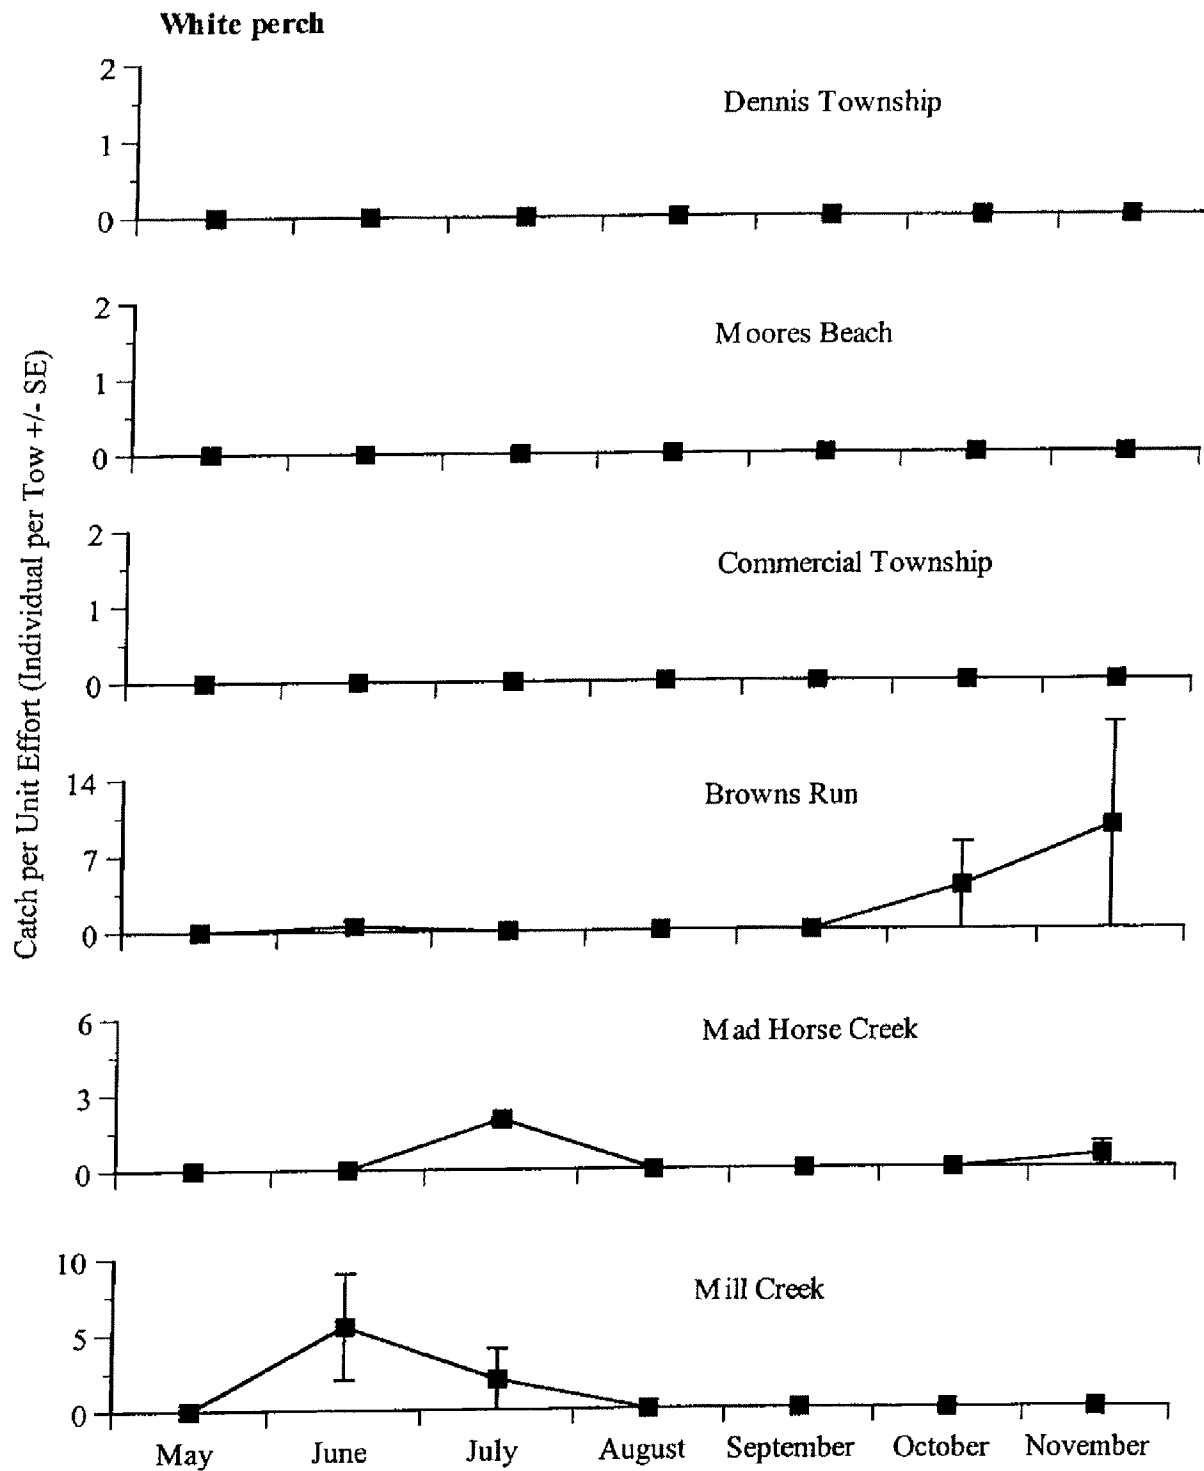 White perch
Catch per Unit Effort (Individual per Tow +/- SE)
Dennis Township
2
1
0
Moores Beach
2
1
0
Commercial Township
2
1
0
Browns Run
14
7
0
Mad Horse Creek
6
3
0
Mill Creek
10
5
0
May June July August September October November